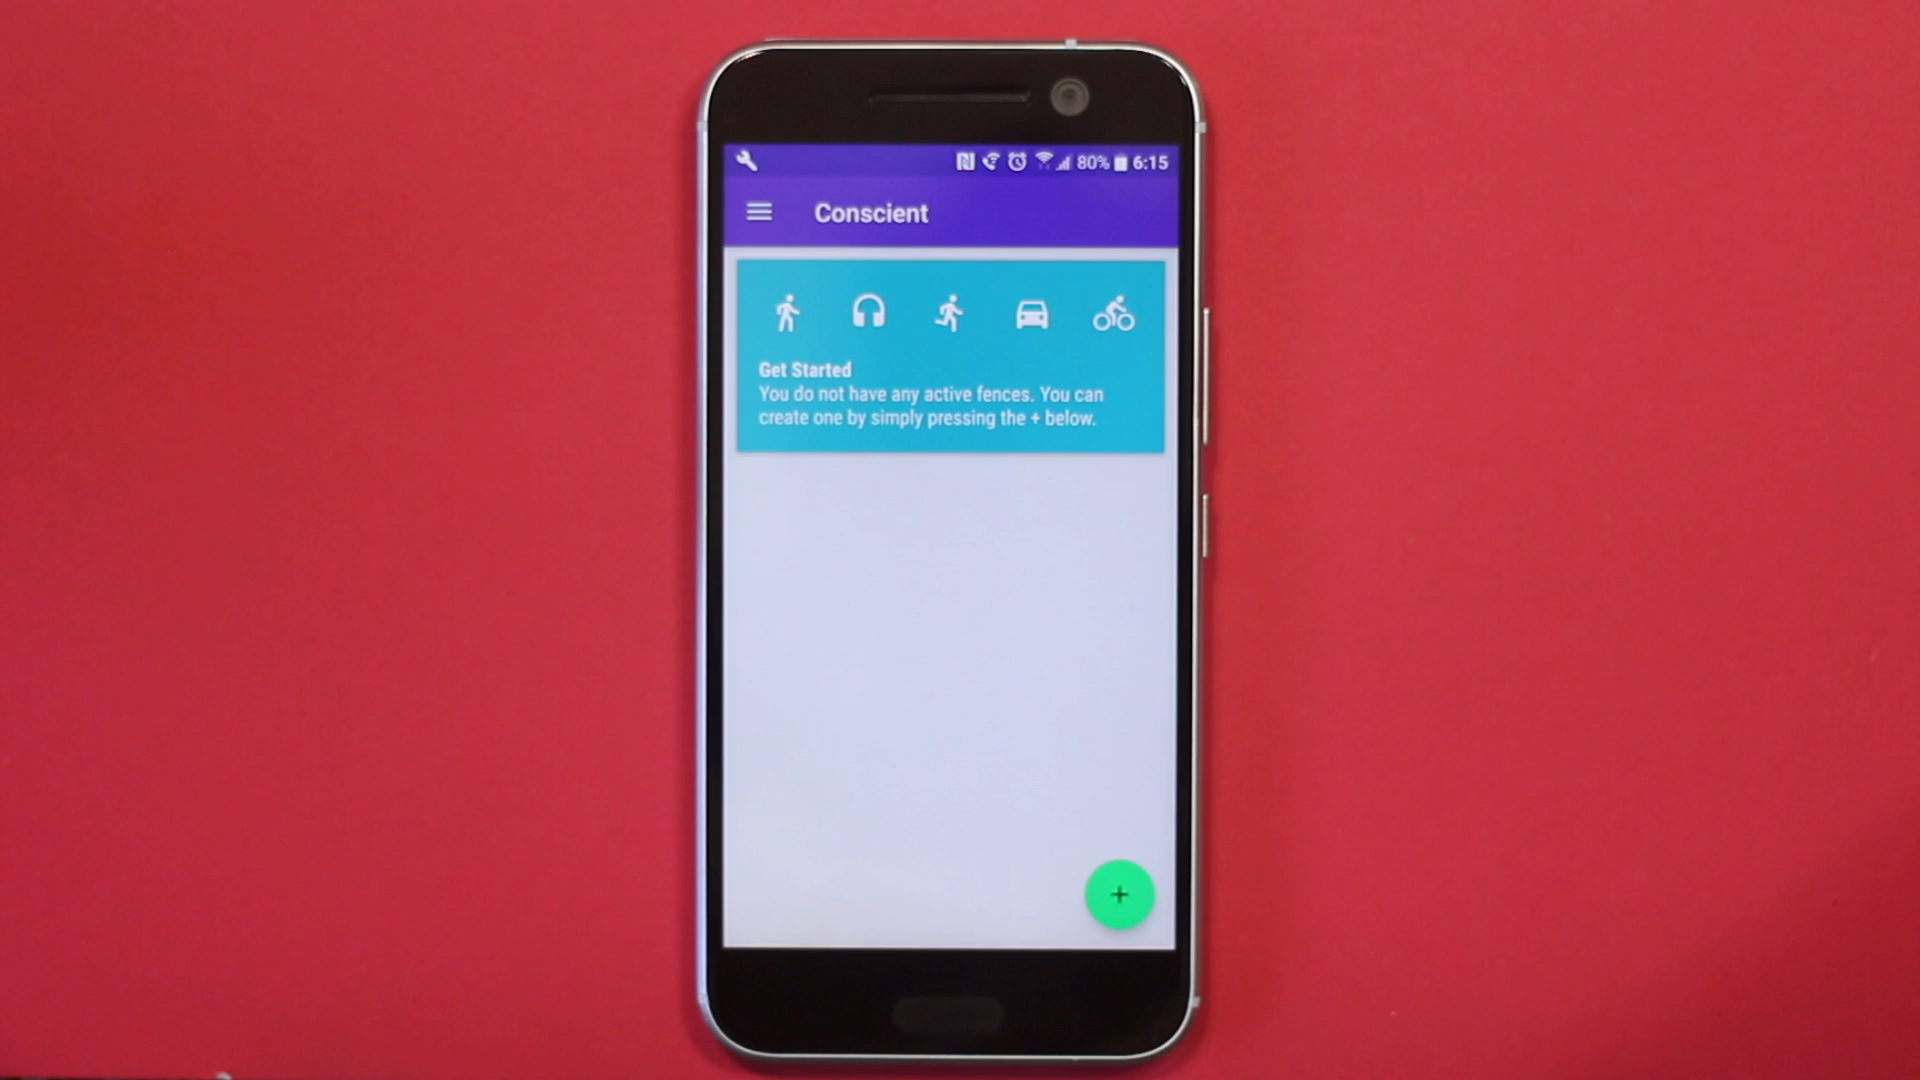 80% 6:15
Conscient
Get Started
You do not have any active fences. You can
create one by simply pressing the + below.
+